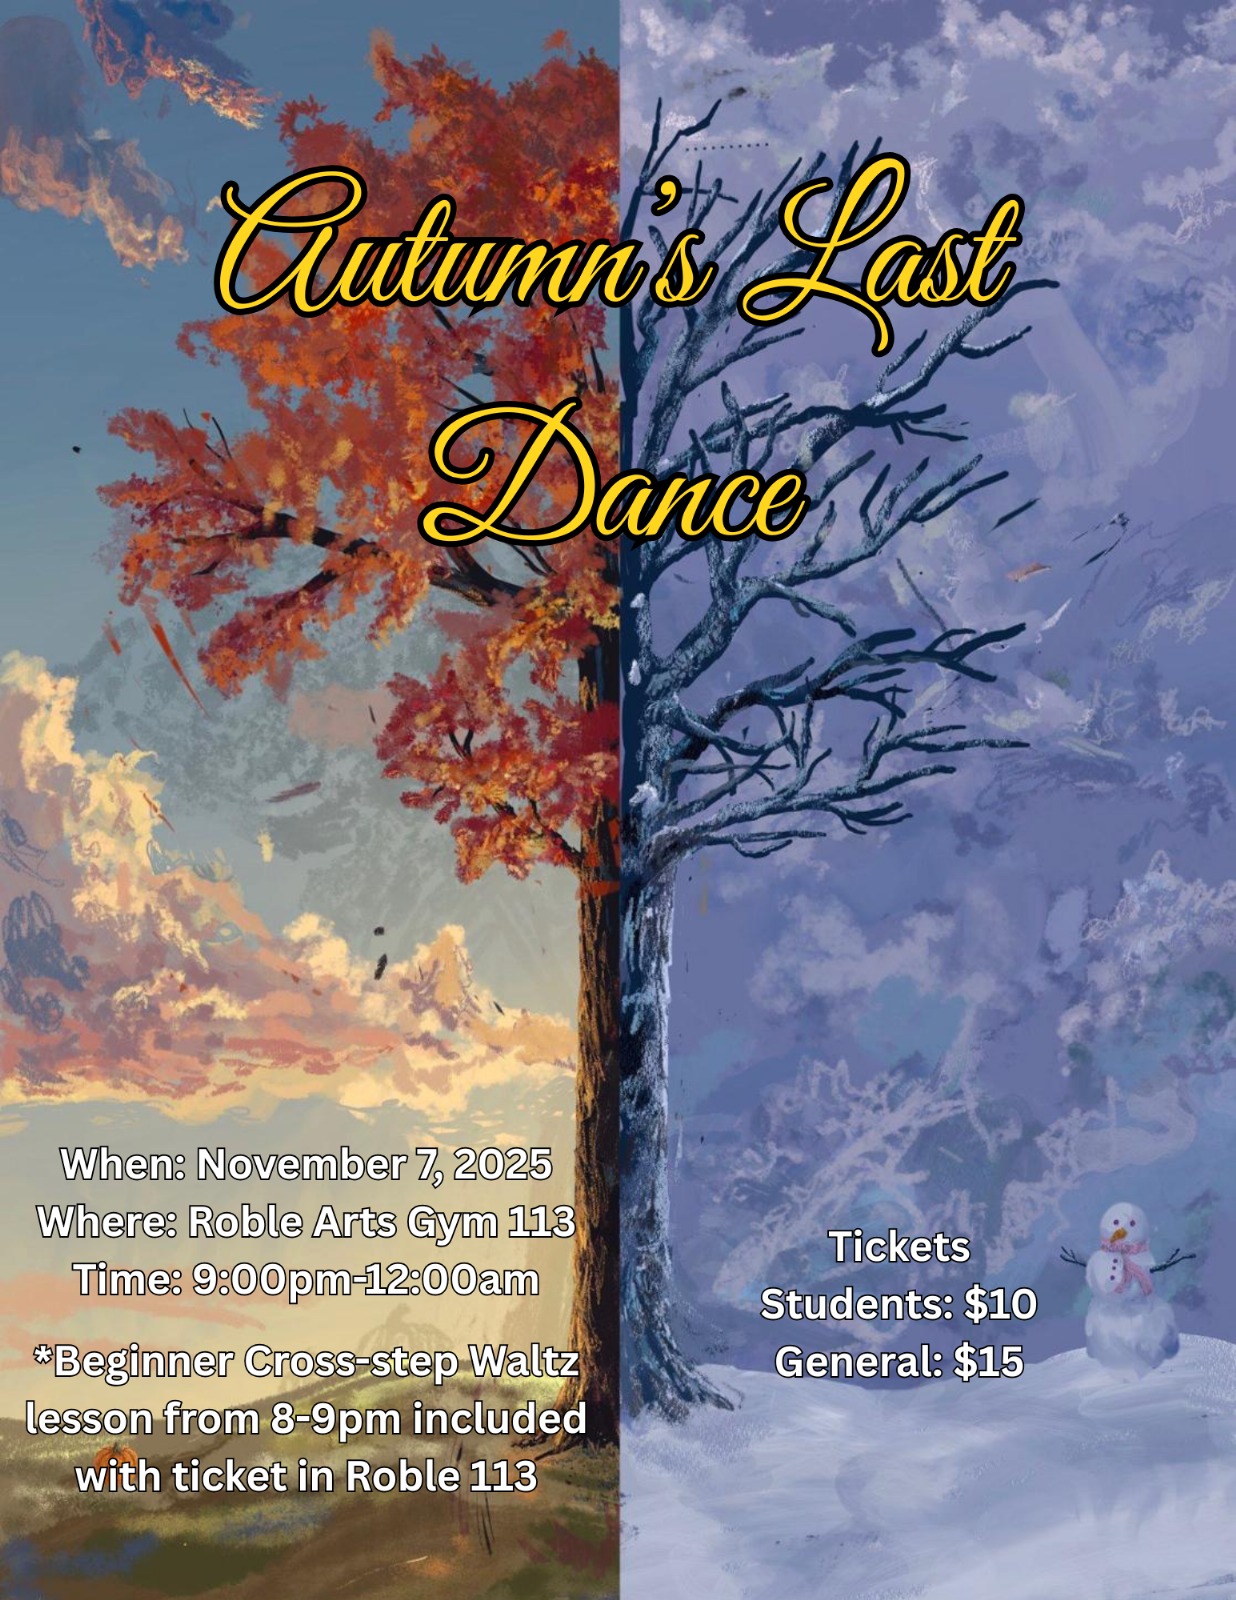 Autumn's Last
Dance
When: November 7, 2025
Where: Roble Arts Gym 113
Time: 9:00pm-12:00am
*Beginner Cross-step Waltz
lesson from 8-9pm included
with ticket in Roble 113
Tickets
Students: $10
General: $15